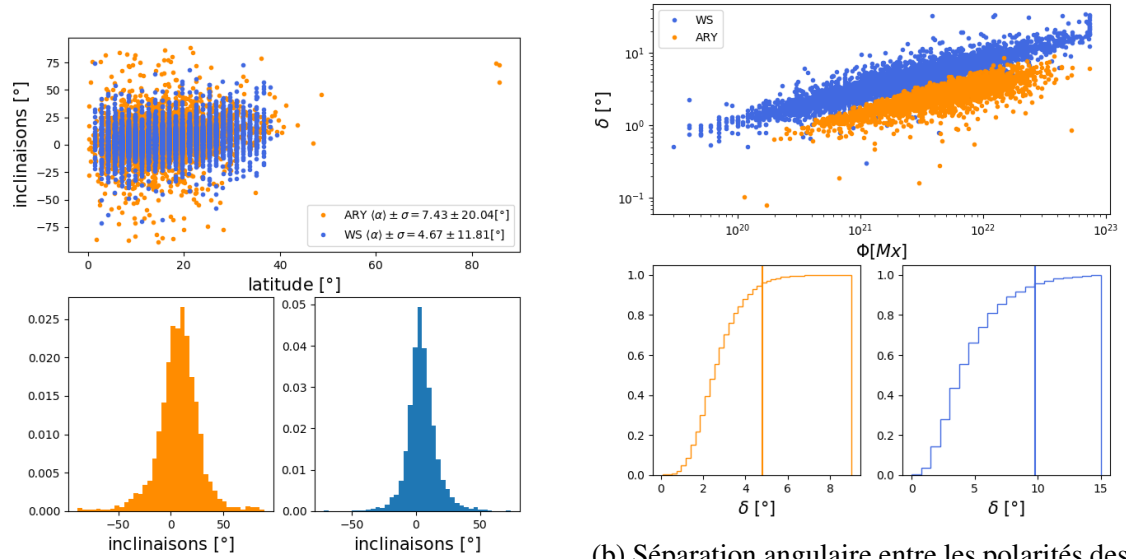 75
50
25
0
−25
−50
−75
inclinaisons [°]
ARY ⟨α⟩ ± σ = 7.43 ± 20.04[°]
WS ⟨α⟩ ± σ = 4.67 ± 11.81[°]
0 20 40 60 80
latitude [°]
0.025
0.020
0.015
0.010
0.005
0.000
−50 0 50
inclinaisons [°]
0.05
0.04
0.03
0.02
0.01
0.00
−50 0 50
inclinaisons [°]
WS
ARY
10¹
10⁰
10⁻¹
δ [°]
10²⁰ 10²¹ 10²² 10²³
Φ[Mx]
1.0
0.8
0.6
0.4
0.2
0.0
0 2 4 6 8
δ [°]
1.0
0.8
0.6
0.4
0.2
0.0
0 5 10 15
δ [°]
(b) Séparation angulaire entre les polarités des